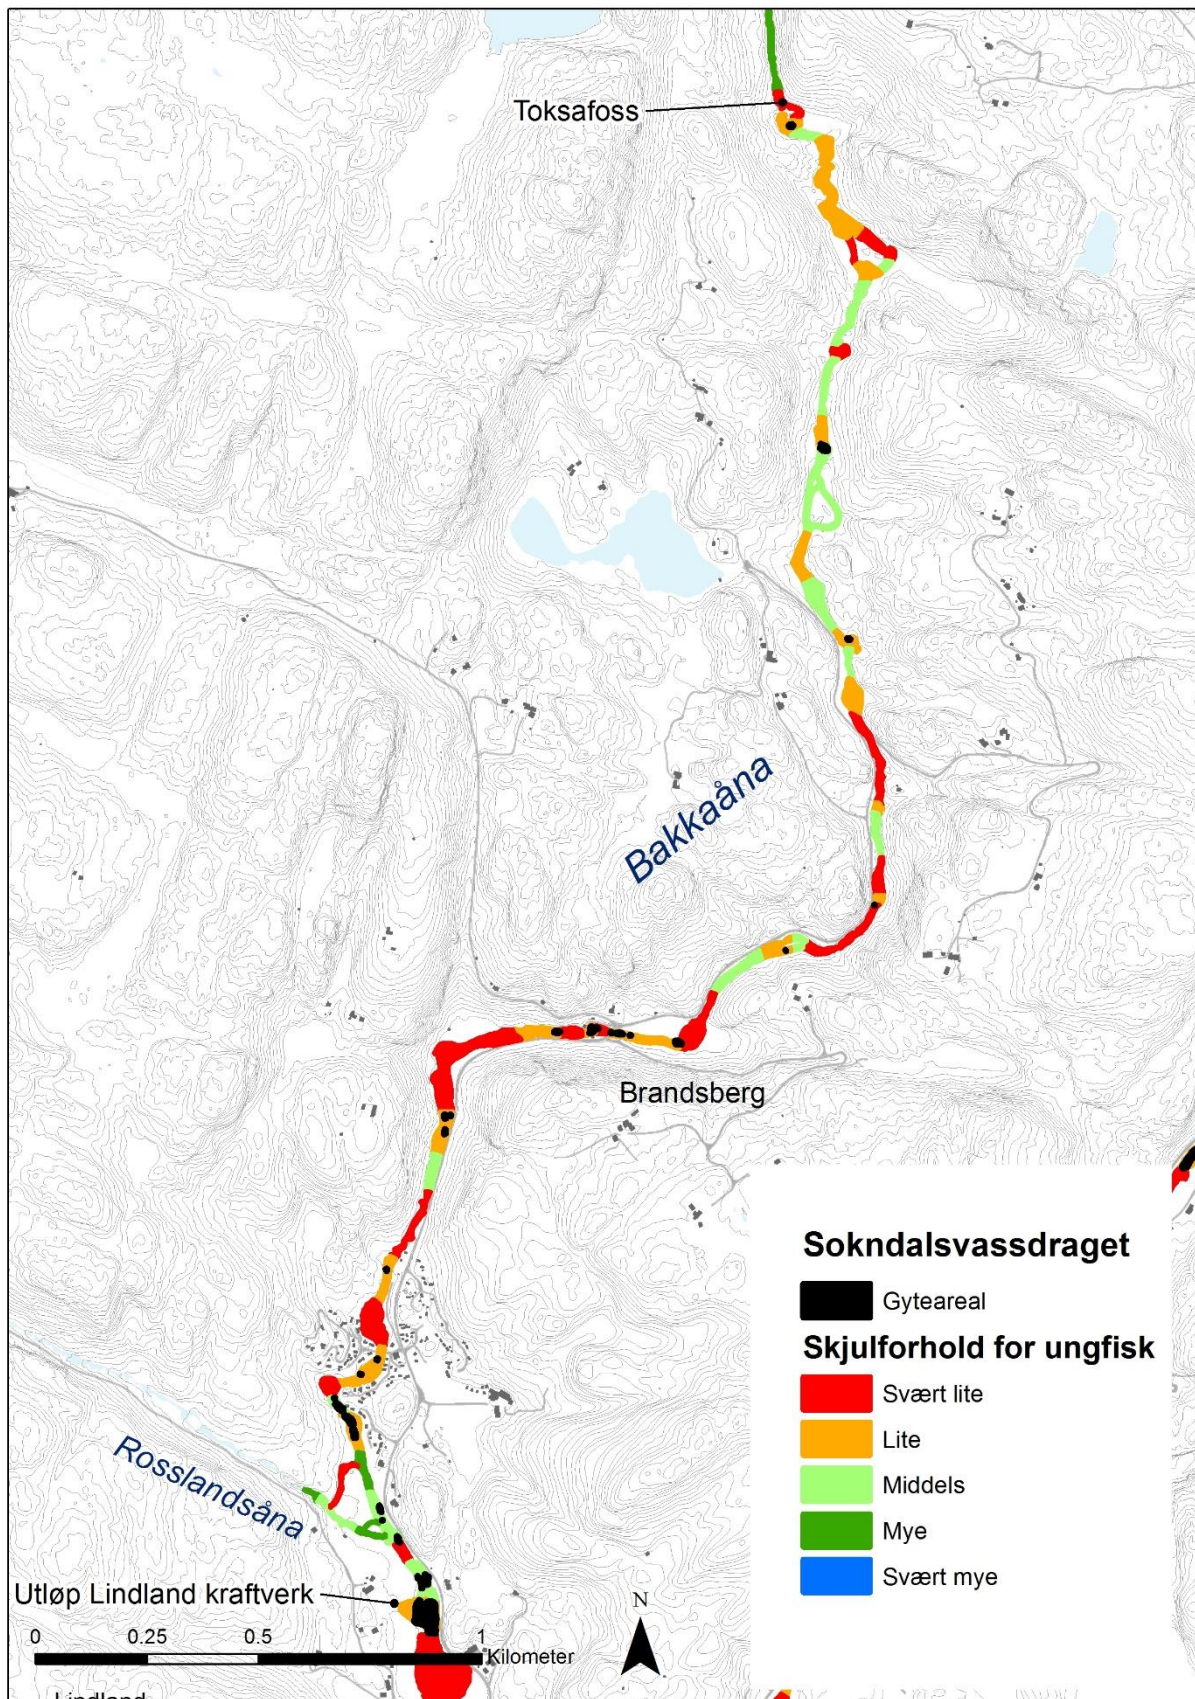 Toksafoss
Bakkaåna
Brandsberg
Rosslandsåna
Utløp Lindland kraftverk
0 0.25 0.5 1
Kilometer
N
Lindland
Sokndalsvassdraget
Gyteareal
Skjulforhold for ungfisk
Svært lite
Lite
Middels
Mye
Svært mye